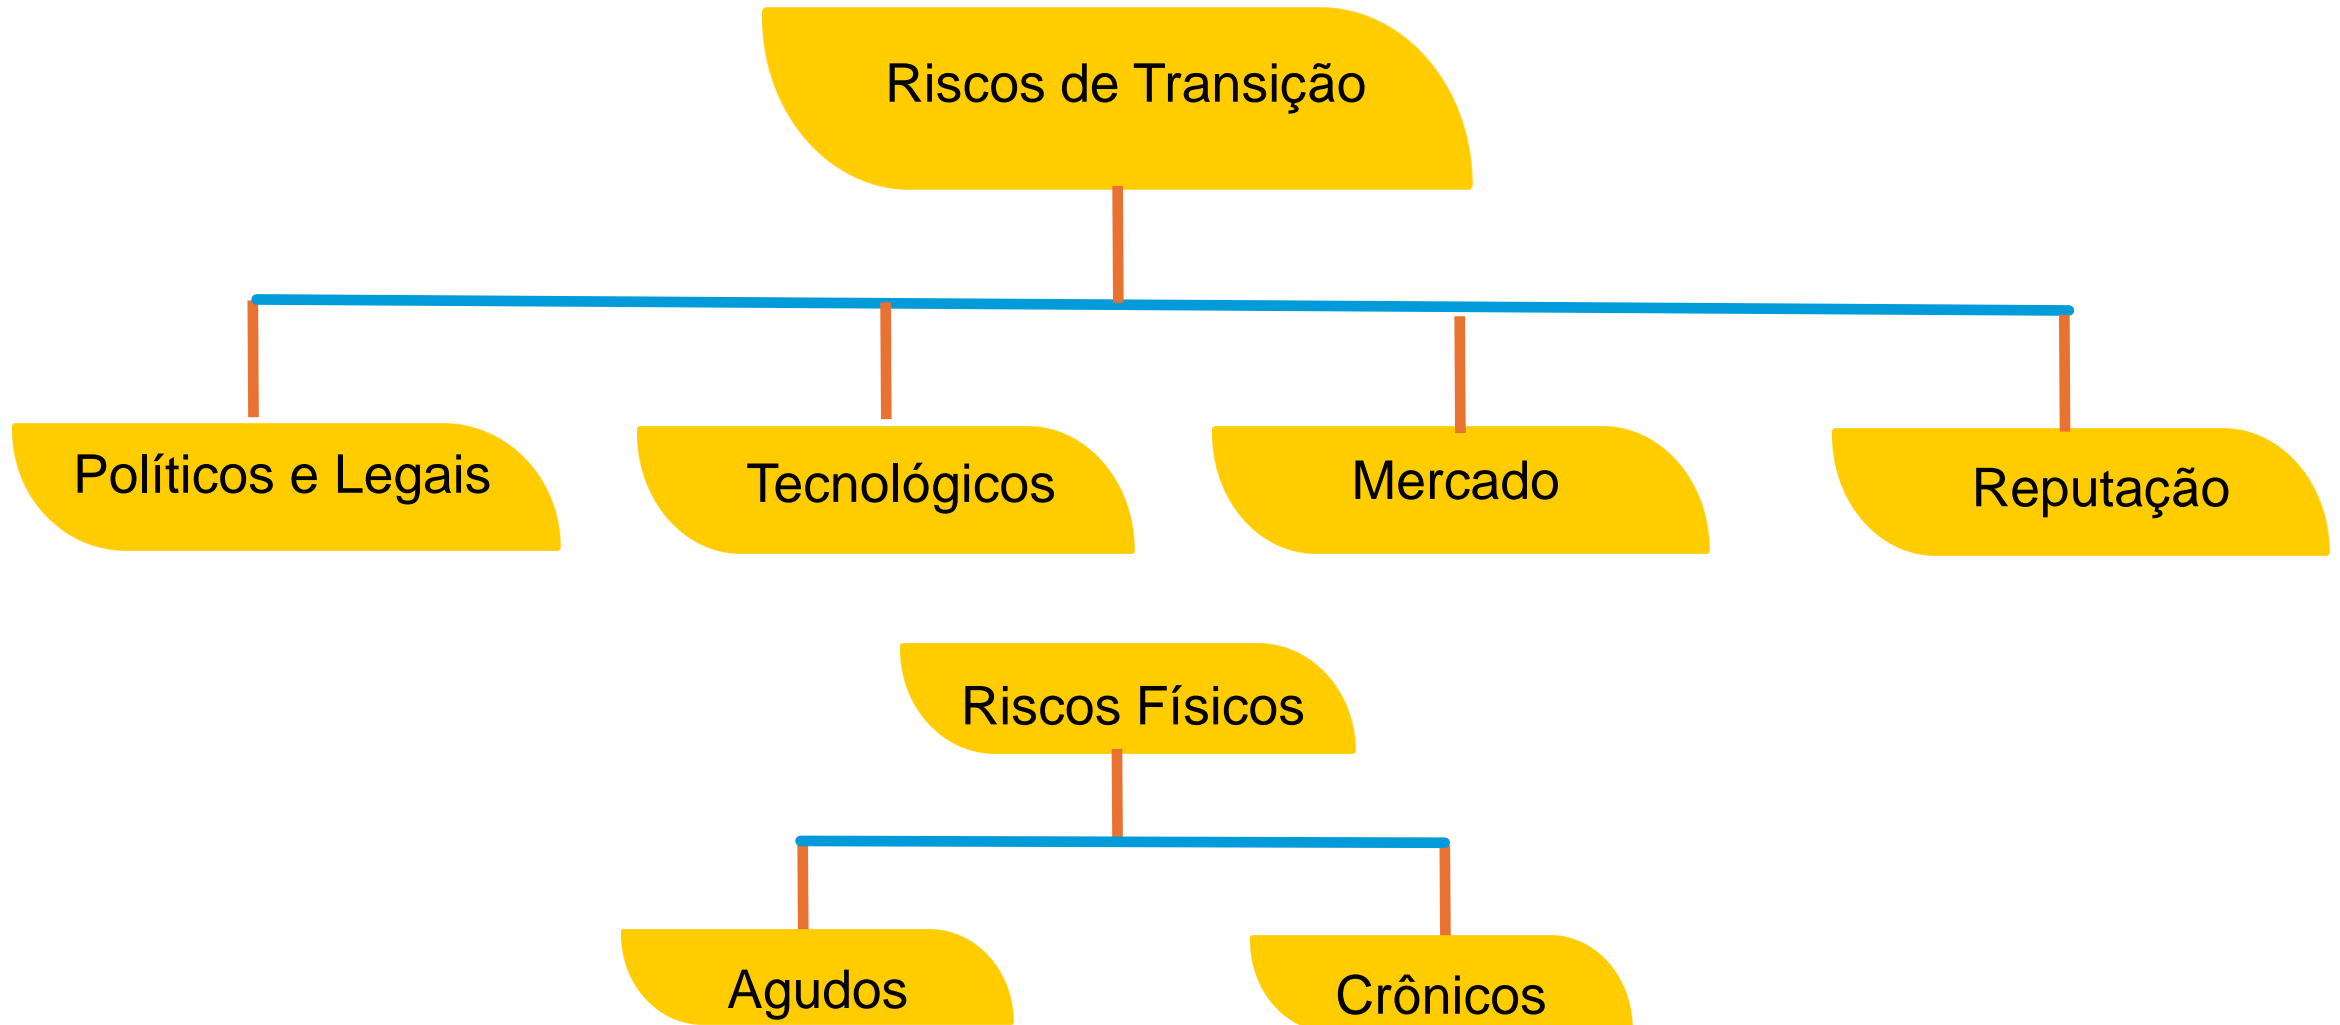 Riscos de Transição
Políticos e Legais
Tecnológicos
Mercado
Reputação
Riscos Físicos
Agudos
Crônicos